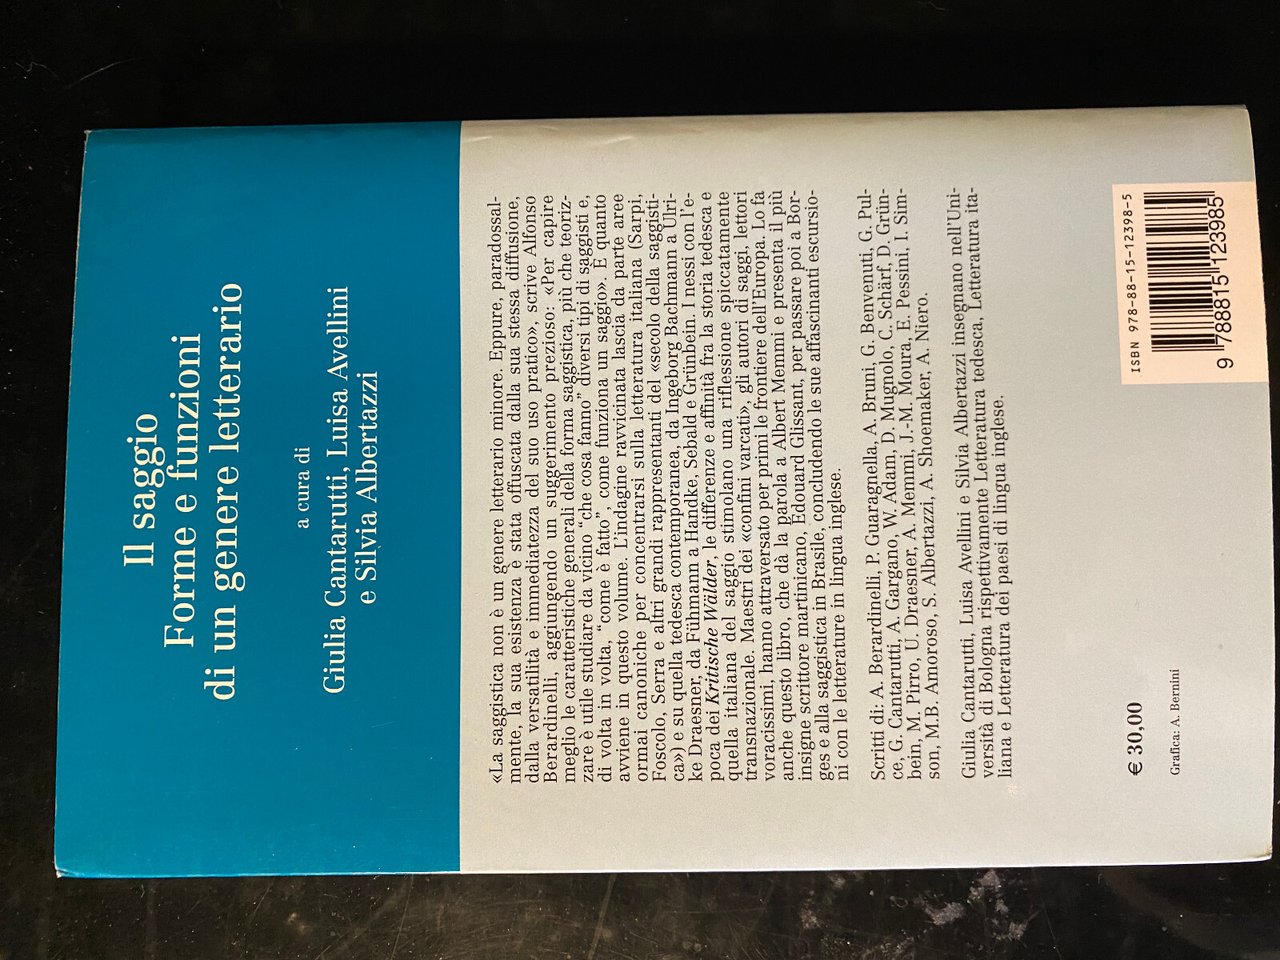 Il saggio
Forme e funzioni
di un genere letterario
a cura di
Giulia Cantarutti, Luisa Avellini
e Silvia Albertazzi
«La saggistica non è un genere letterario minore. Eppure, paradossal-
mente, la sua esistenza è stata offuscata dalla sua stessa diffusione,
dalla versatilità e immediatezza del suo uso pratico», scrive Alfonso
Berardinelli, aggiungendo un suggerimento prezioso: «Per capire
meglio le caratteristiche generali della forma saggistica, più che teoriz-
zare è utile studiare da vicino "che cosa fanno" diversi tipi di saggisti e,
di volta in volta, "come è fatto", come funziona un saggio». È quanto
avviene in questo volume. L'indagine ravvicinata lascia da parte aree
ormai canoniche per concentrarsi sulla letteratura italiana (Sarpi,
Foscolo, Serra e altri grandi rappresentanti del «secolo della saggisti-
ca») e su quella tedesca contemporanea, da Ingeborg Bachmann a Ulri-
ke Draesner, da Fühmann a Handke, Sebald e Grünbein. I nessi con l'e-
poca dei Kritische Wälder, le differenze e affinità fra la storia tedesca e
quella italiana del saggio stimolano una riflessione spiccatamente
transnazionale. Maestri dei «confini varcati», gli autori di saggi, lettori
voracissimi, hanno attraversato per primi le frontiere dell'Europa. Lo fa
anche questo libro, che dà la parola a Albert Memmi e presenta il più
insigne scrittore martinicano, Edouard Glissant, per passare poi a Bor-
ges e alla saggistica in Brasile, concludendo le sue affascinanti escursio-
ni con le letterature in lingua inglese.
Scritti di: A. Berardinelli, P. Guaragnella, A. Bruni, G. Benvenuti, G. Pul-
ce, G. Cantarutti, A. Gargano, W. Adam, D. Mugnolo, C. Schärf, D. Grün-
bein, M. Pirro, U. Draesner, A. Memmi, J.-M. Moura, E. Pessini, I. Sim-
son, M.B. Amoroso, S. Albertazzi, A. Shoemaker, A. Niero.
Giulia Cantarutti, Luisa Avellini e Silvia Albertazzi insegnano nell'Uni-
versità di Bologna rispettivamente Letteratura tedesca, Letteratura ita-
liana e Letteratura dei paesi di lingua inglese.
€ 30,00
Grafica: A. Bernini
ISBN 978-88-15-12398-5
9 788815 123985